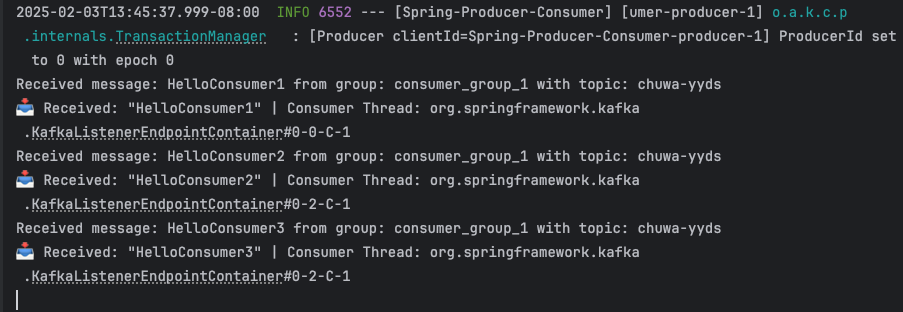 2025-02-03T13:45:37.999-08:00  INFO 6552 --- [Spring-Producer-Consumer] [umer-producer-1] o.a.k.c.p
.internals.TransactionManager   : [Producer clientId=Spring-Producer-Consumer-producer-1] ProducerId set
to 0 with epoch 0
Received message: HelloConsumer1 from group: consumer_group_1 with topic: chuwa-yyds
📥 Received: "HelloConsumer1" | Consumer Thread: org.springframework.kafka
.KafkaListenerEndpointContainer#0-0-C-1
Received message: HelloConsumer2 from group: consumer_group_1 with topic: chuwa-yyds
📥 Received: "HelloConsumer2" | Consumer Thread: org.springframework.kafka
.KafkaListenerEndpointContainer#0-2-C-1
Received message: HelloConsumer3 from group: consumer_group_1 with topic: chuwa-yyds
📥 Received: "HelloConsumer3" | Consumer Thread: org.springframework.kafka
.KafkaListenerEndpointContainer#0-2-C-1